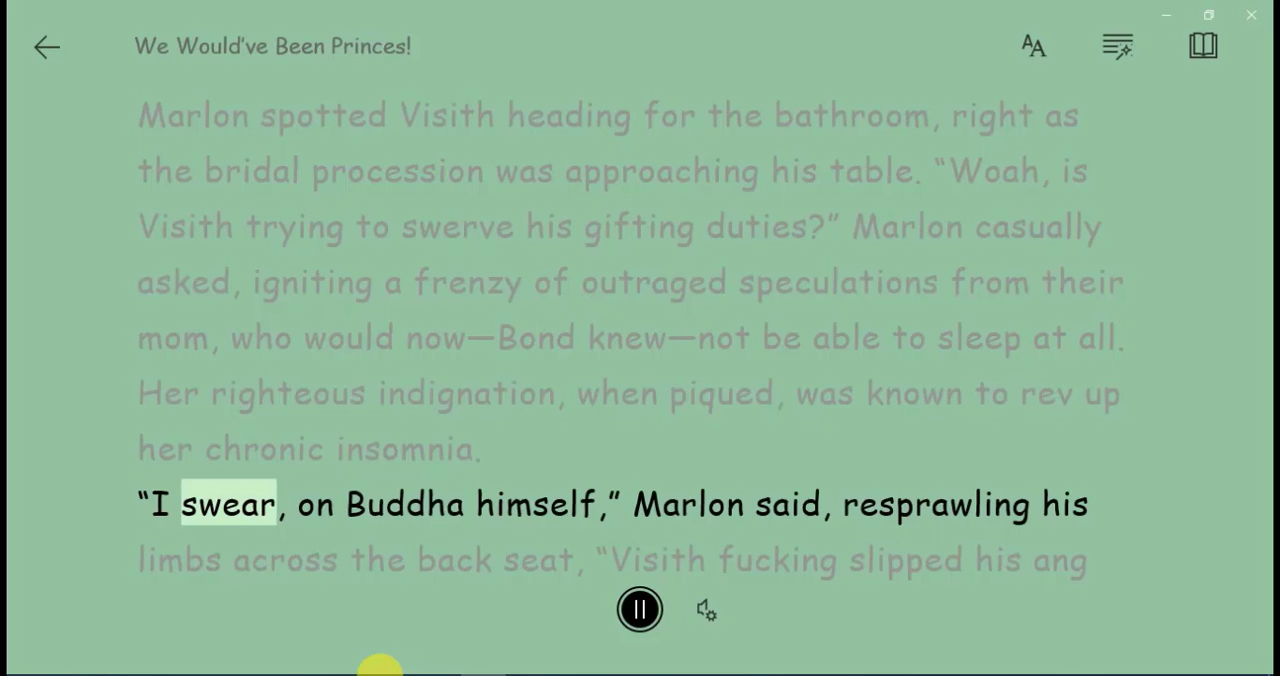 We Would've Been Princes!
Marlon spotted Visith heading for the bathroom, right as
the bridal procession was approaching his table. “Woah, is
Visith trying to swerve his gifting duties?” Marlon casually
asked, igniting a frenzy of outraged speculations from their
mom, who would now—Bond knew—not be able to sleep at all.
Her righteous indignation, when piqued, was known to rev up
her chronic insomnia.
“I swear, on Buddha himself,” Marlon said, resprawling his
limbs across the back seat, “Visith fucking slipped his ang